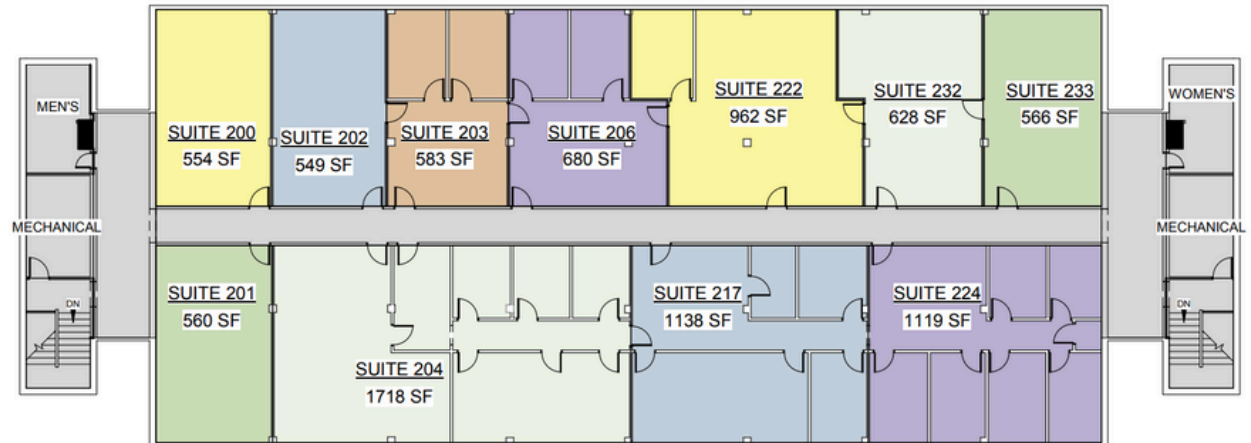 MEN'S
MECHANICAL
DN
SUITE 200
554 SF
SUITE 202
549 SF
SUITE 203
583 SF
SUITE 206
680 SF
SUITE 222
962 SF
SUITE 232
628 SF
SUITE 233
566 SF
WOMEN'S
MECHANICAL
DN
SUITE 201
560 SF
SUITE 204
1718 SF
SUITE 217
1138 SF
SUITE 224
1119 SF